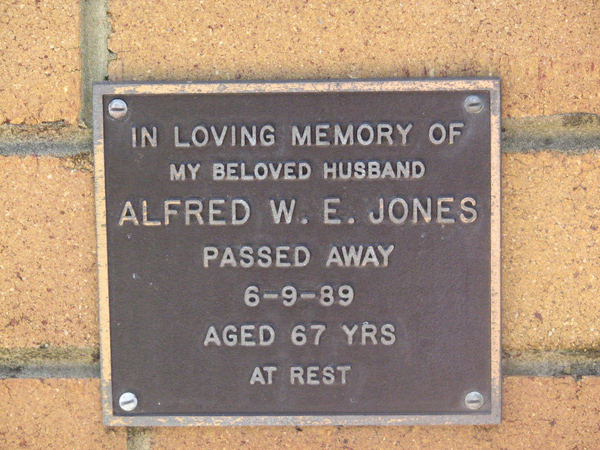 IN LOVING MEMORY OF
MY BELOVED HUSBAND
ALFRED W. E. JONES
PASSED AWAY
6-9-89
AGED 67 YRS
AT REST